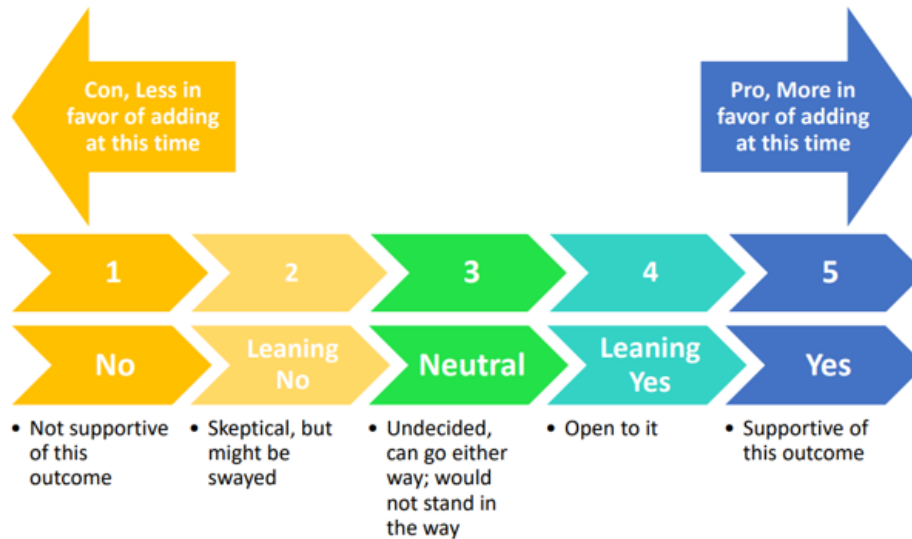 Con, Less in
favor of adding
at this time
Pro, More in
favor of adding
at this time
1
2
3
4
5
No
Leaning
No
Neutral
Leaning
Yes
Yes
• Not supportive
of this
outcome
• Skeptical, but
might be
swayed
• Undecided,
can go either
way; would
not stand in
the way
• Open to it
• Supportive of
this outcome